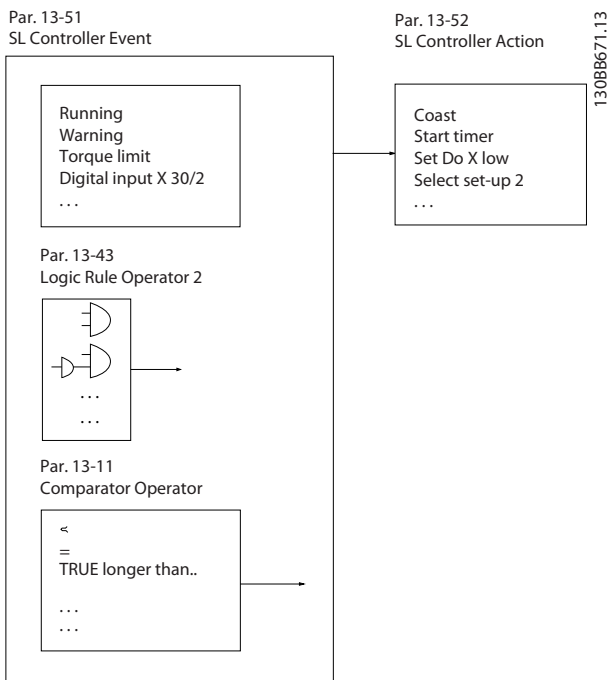 Par. 13-51
SL Controller Event
Par. 13-52
SL Controller Action
130BB671.13
Running
Warning
Torque limit
Digital input X 30/2
. . .
Coast
Start timer
Set Do X low
Select set-up 2
. . .
Par. 13-43
Logic Rule Operator 2
. . .
. . .
Par. 13-11
Comparator Operator
<
=
TRUE longer than..
. . .
. . .